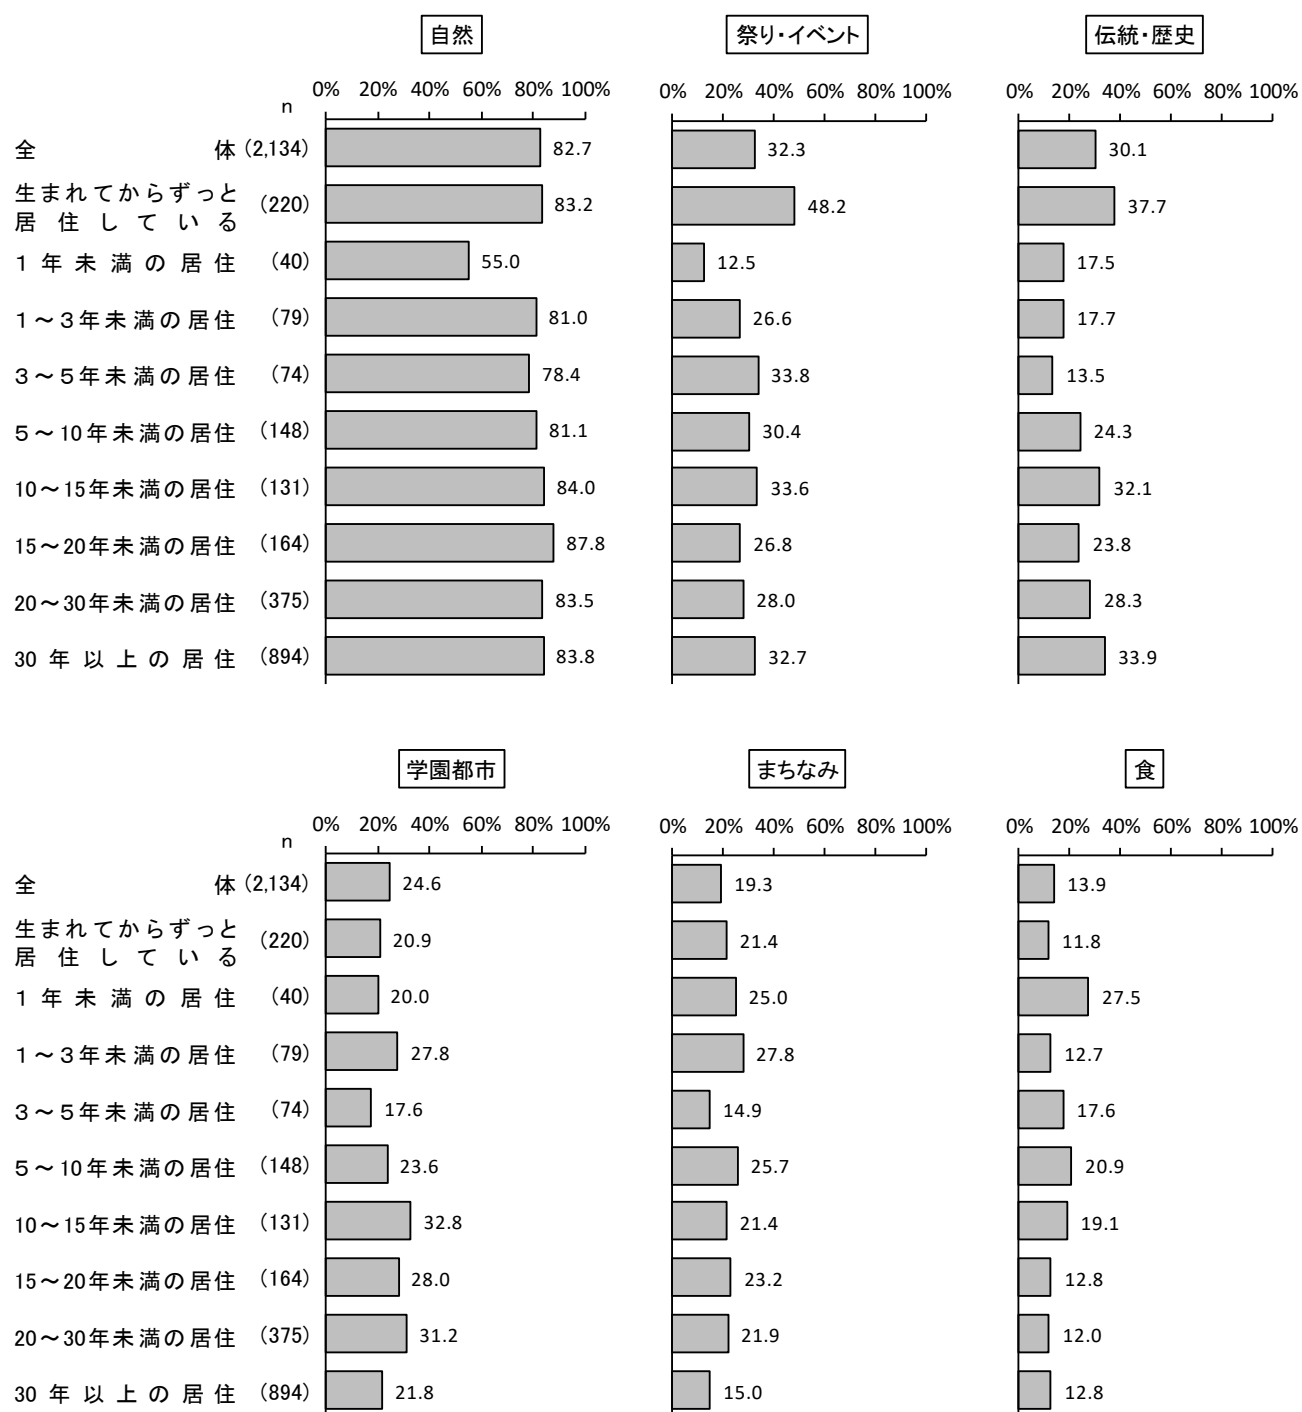 自然 祭り・イベント 伝統・歴史
n 0% 20% 40% 60% 80% 100% 0% 20% 40% 60% 80% 100% 0% 20% 40% 60% 80% 100%
全体 (2,134) 82.7 32.3 30.1
生まれてからずっと
居住している (220) 83.2 48.2 37.7
1年未満の居住 (40) 55.0 12.5 17.5
1～3年未満の居住 (79) 81.0 26.6 17.7
3～5年未満の居住 (74) 78.4 33.8 13.5
5～10年未満の居住 (148) 81.1 30.4 24.3
10～15年未満の居住 (131) 84.0 33.6 32.1
15～20年未満の居住 (164) 87.8 26.8 23.8
20～30年未満の居住 (375) 83.5 28.0 28.3
30年以上の居住 (894) 83.8 32.7 33.9
学園都市 まちなみ 食
n 0% 20% 40% 60% 80% 100% 0% 20% 40% 60% 80% 100% 0% 20% 40% 60% 80% 100%
全体 (2,134) 24.6 19.3 13.9
生まれてからずっと
居住している (220) 20.9 21.4 11.8
1年未満の居住 (40) 20.0 25.0 27.5
1～3年未満の居住 (79) 27.8 27.8 12.7
3～5年未満の居住 (74) 17.6 14.9 17.6
5～10年未満の居住 (148) 23.6 25.7 20.9
10～15年未満の居住 (131) 32.8 21.4 19.1
15～20年未満の居住 (164) 28.0 23.2 12.8
20～30年未満の居住 (375) 31.2 21.9 12.0
30年以上の居住 (894) 21.8 15.0 12.8